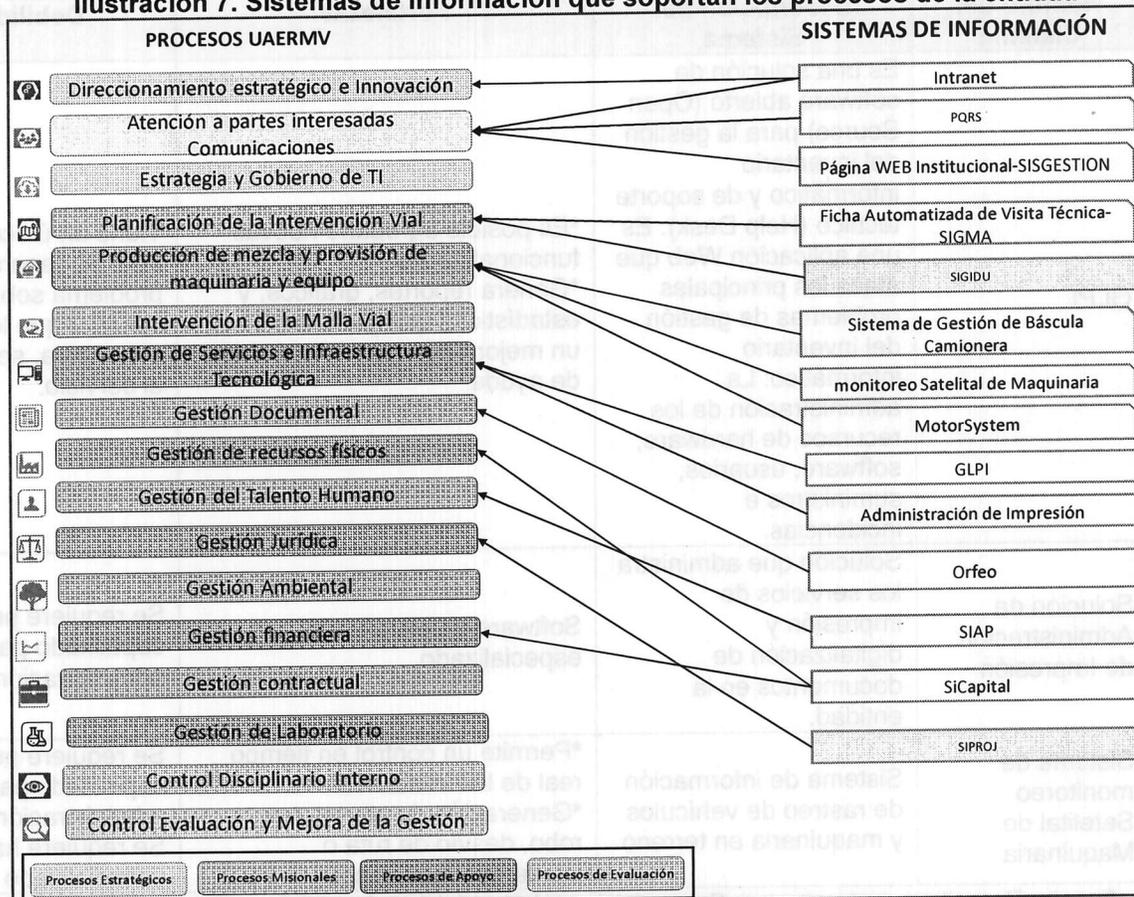 Ilustración 7. Sistemas de información que soportan los procesos de la entidad
PROCESOS UAERMV
SISTEMAS DE INFORMACIÓN
Direccionamiento estratégico e Innovación
Atención a partes interesadas
Comunicaciones
Estrategia y Gobierno de TI
Planificación de la Intervención Vial
Producción de mezcla y provisión de
maquinaria y equipo
Intervención de la Malla Vial
Gestión de Servicios e Infraestructura
Tecnológica
Gestión Documental
Gestión de recursos físicos
Gestión del Talento Humano
Gestión Jurídica
Gestión Ambiental
Gestión financiera
Gestión contractual
Gestión de Laboratorio
Control Disciplinario Interno
Control Evaluación y Mejora de la Gestión
Intranet
PQRS
Página WEB Institucional-SISGESTION
Ficha Automatizada de Visita Técnica-
SIGMA
SIGDU
Sistema de Gestión de Báscula
Camionera
monitoreo Satelital de Maquinaria
MotorSystem
GLPI
Administración de Impresión
Orfeo
SIAP
SiCapital
SIPROJ
Procesos Estratégicos
Procesos Misionales
Procesos de Apoyo
Procesos de Evaluación